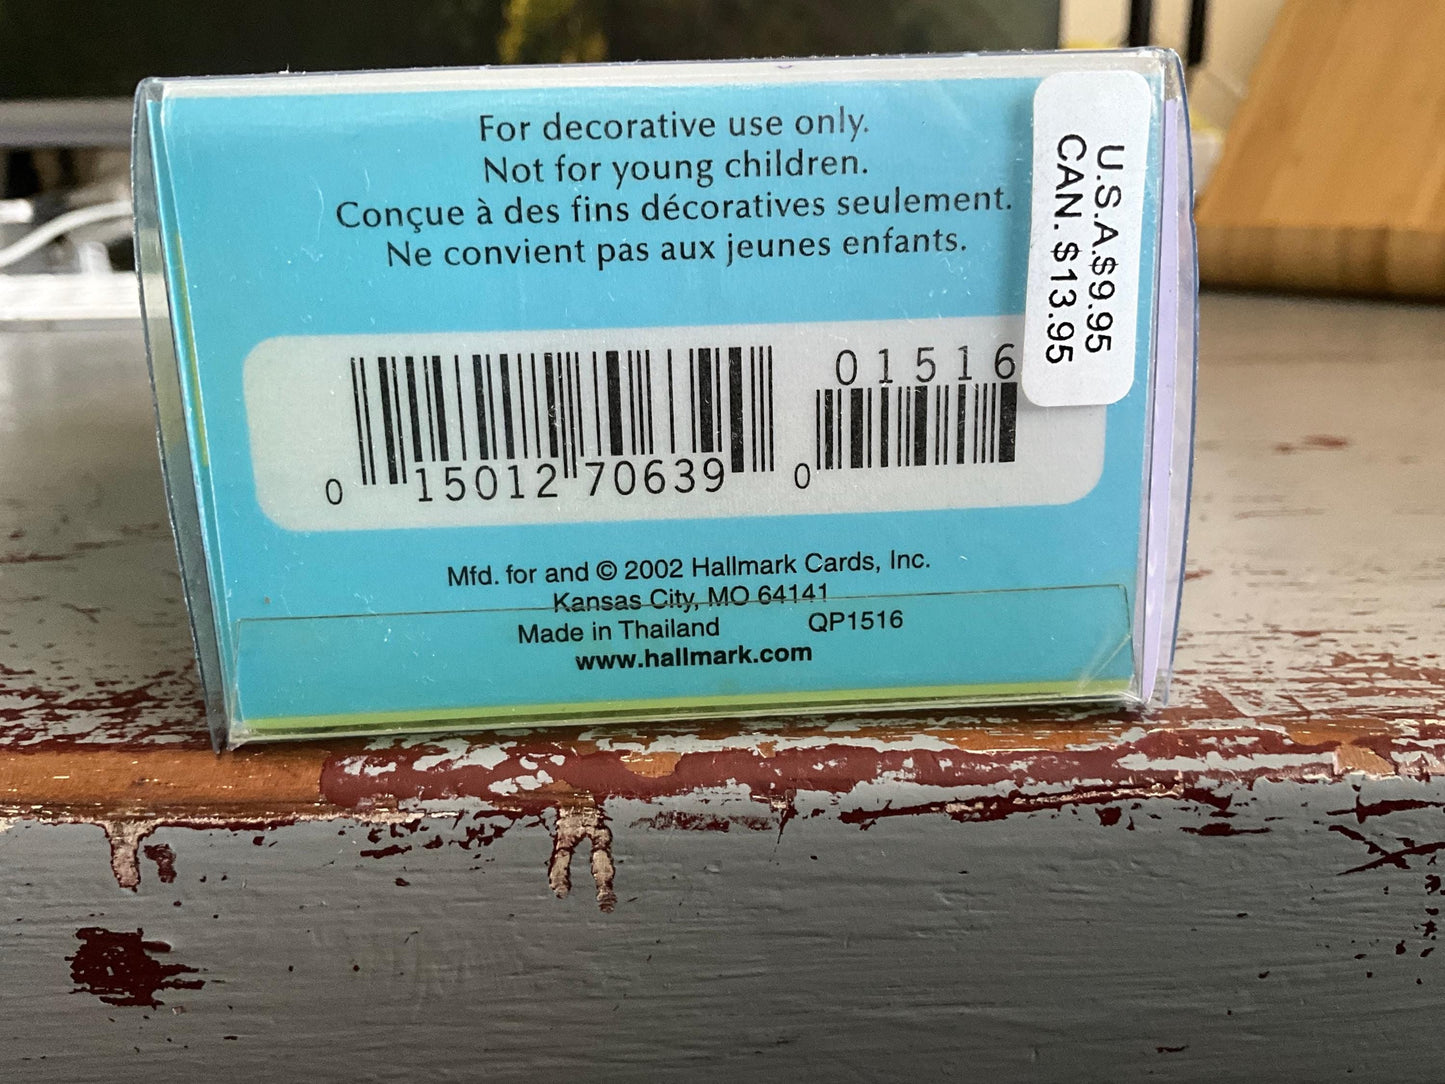 For decorative use only.
Not for young children.
Conçue à des fins décoratives seulement.
Ne convient pas aux jeunes enfants.
U.S.A.$9.95
CAN. $13.95
01516
0 15012 70639 0
Mfd. for and © 2002 Hallmark Cards, Inc.
Kansas City, MO 64141
Made in Thailand QP1516
www.hallmark.com